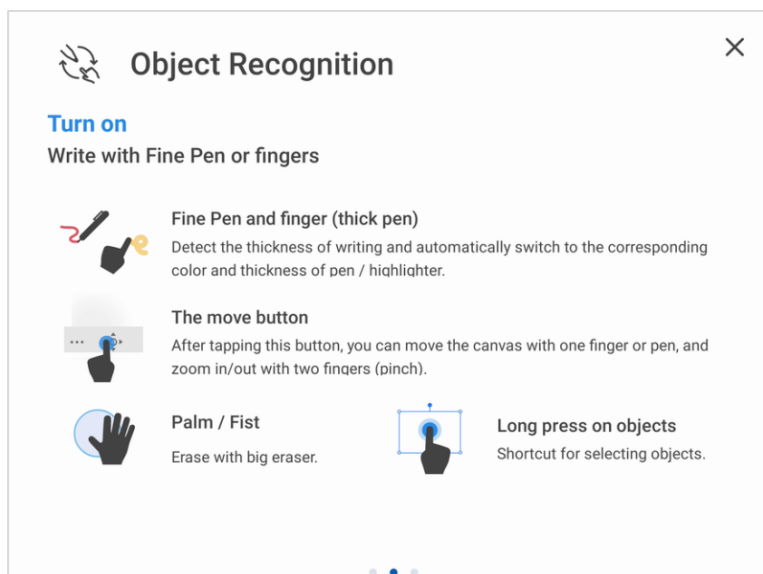 Object Recognition
Turn on
Write with Fine Pen or fingers
Fine Pen and finger (thick pen)
Detect the thickness of writing and automatically switch to the corresponding
color and thickness of pen / highlighter.
The move button
After tapping this button, you can move the canvas with one finger or pen, and
zoom in/out with two fingers (pinch).
Palm / Fist
Erase with big eraser.
Long press on objects
Shortcut for selecting objects.